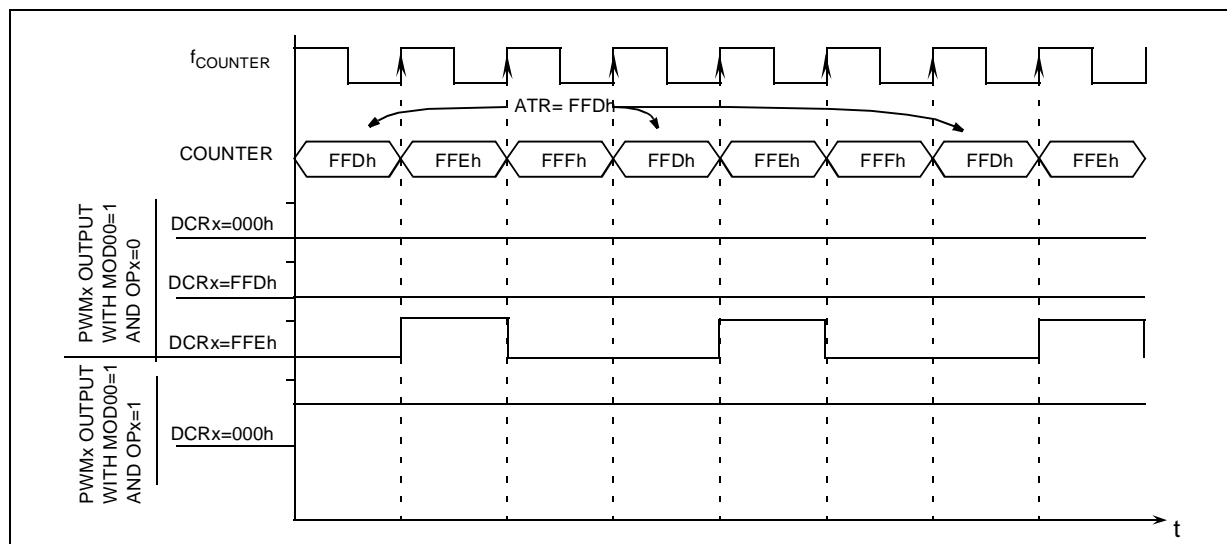 fCOUNTER
ATR= FFDh
COUNTER
FFDh FFEh FFFh FFDh FFEh FFFh FFDh FFEh
PWMx OUTPUT
WITH MOD00=1
AND OPx=0
DCRx=000h
DCRx=FFDh
DCRx=FFEh
PWMx OUTPUT
WITH MOD00=1
AND OPx=1
DCRx=000h
t